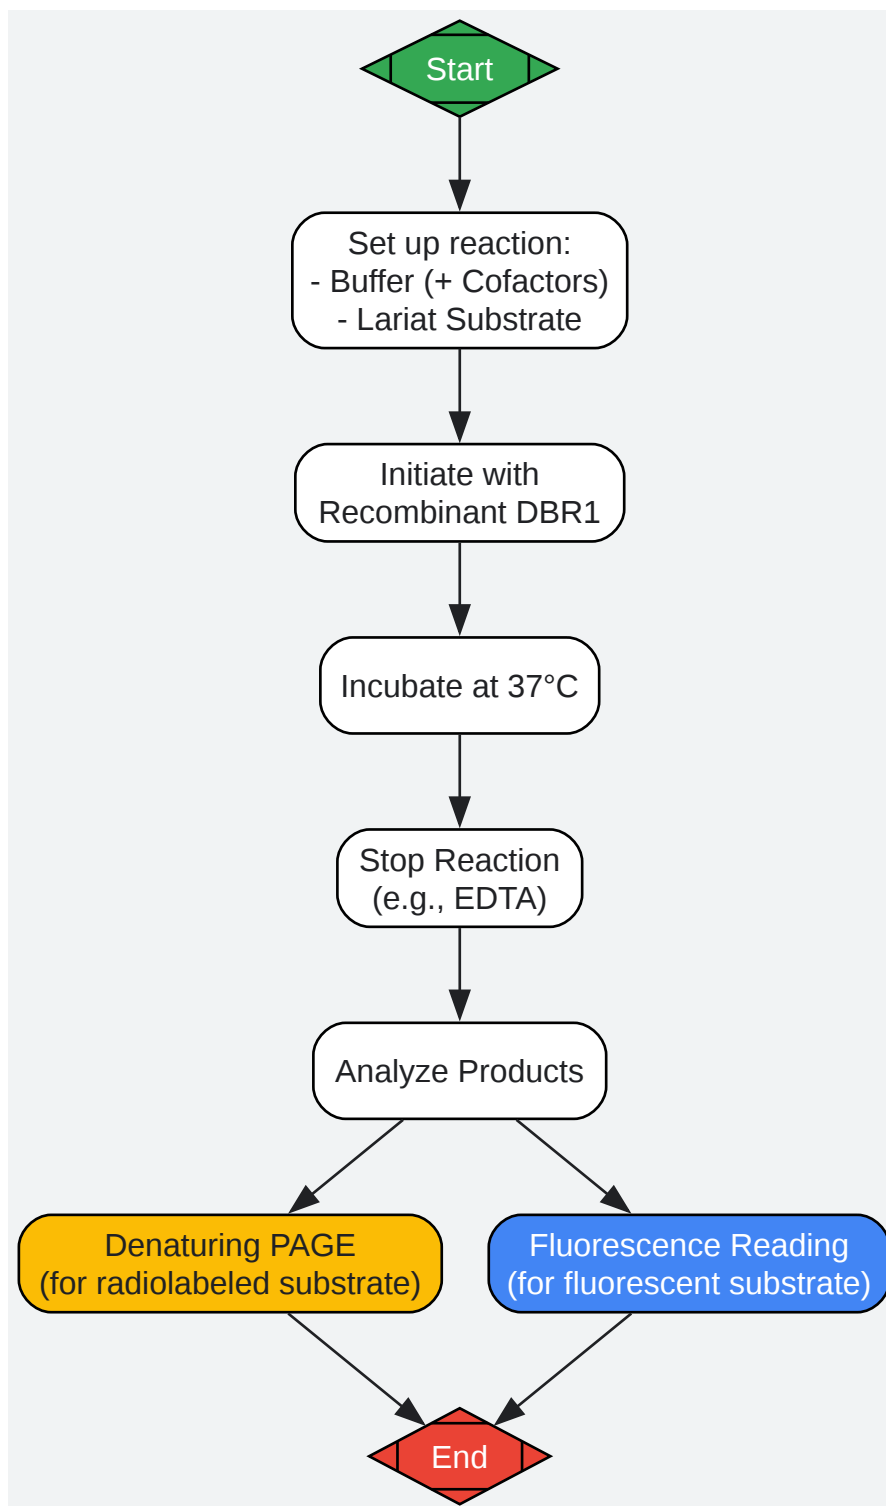 Start
Set up reaction:
- Buffer (+ Cofactors)
- Lariat Substrate
Initiate with
Recombinant DBR1
Incubate at 37°C
Stop Reaction
(e.g., EDTA)
Analyze Products
Denaturing PAGE
(for radiolabeled substrate)
Fluorescence Reading
(for fluorescent substrate)
End